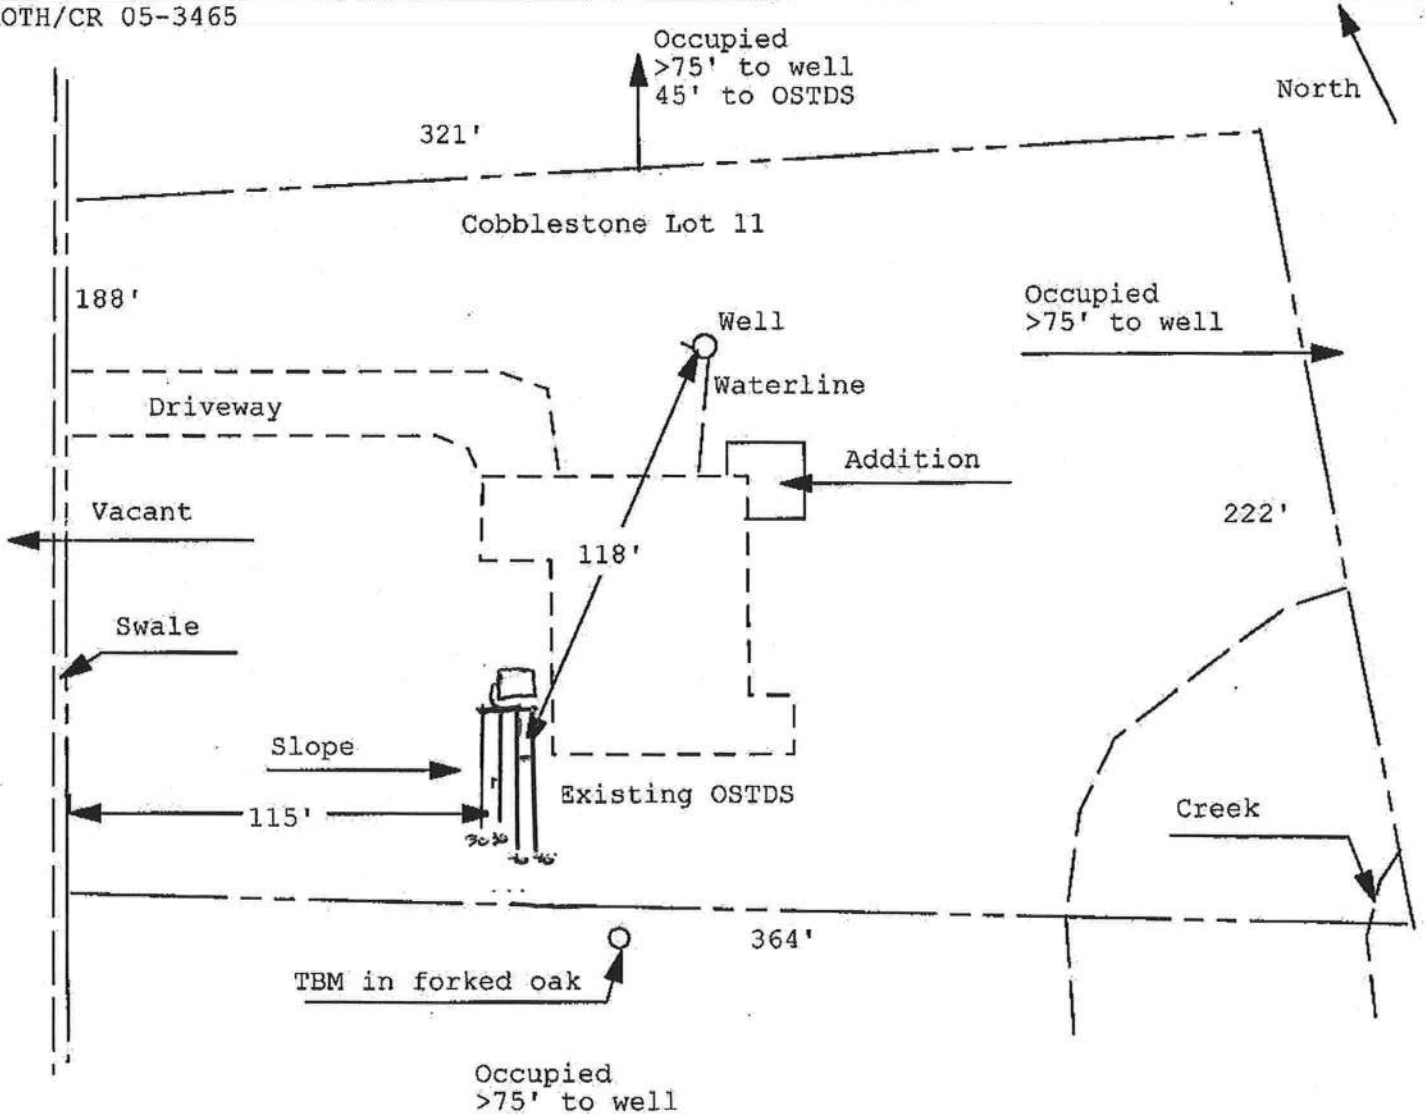 OTH/CR 05-3465
Occupied
>75' to well
45' to OSTDS
North
321'
Cobblestone Lot 11
188'
Well
Occupied
>75' to well
Waterline
Driveway
Addition
Vacant
222'
118'
Swale
Slope
Existing OSTDS
115'
Creek
30 30
364'
TBM in forked oak
Occupied
>75' to well